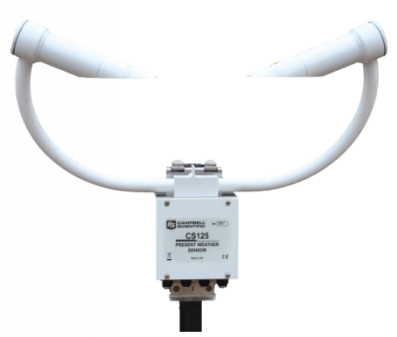 CAMPBELL
SCIENTIFIC
CS125
PRESENT WEATHER
SENSOR